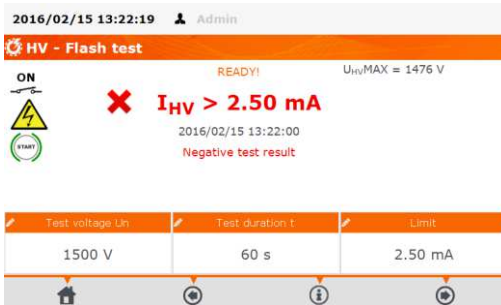 2016/02/15 13:22:19 Admin
HV - Flash test
ON
READY!
UHVMAX = 1476 V
IHV > 2.50 mA
START
2016/02/15 13:22:00
Negative test result
Test voltage Un
Test duration t
Limit
1500 V
60 s
2.50 mA